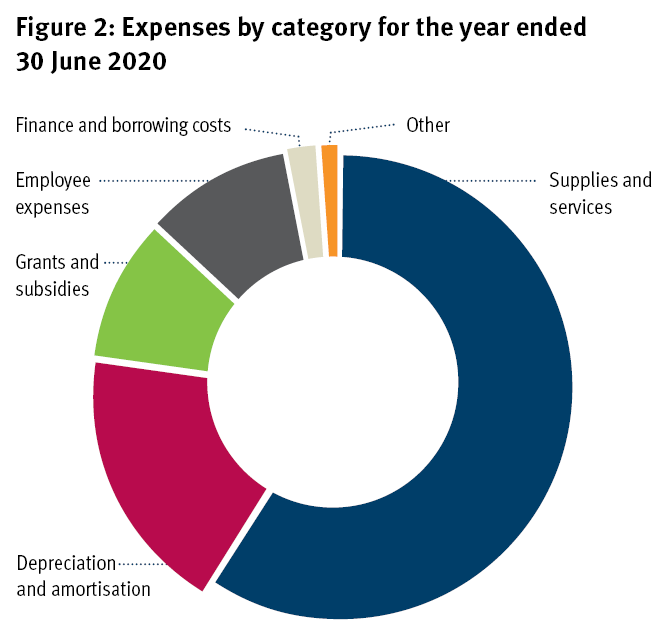 Figure 2: Expenses by category for the year ended
30 June 2020
Finance and borrowing costs
Other
Employee
expenses
Supplies and
services
Grants and
subsidies
Depreciation
and amortisation